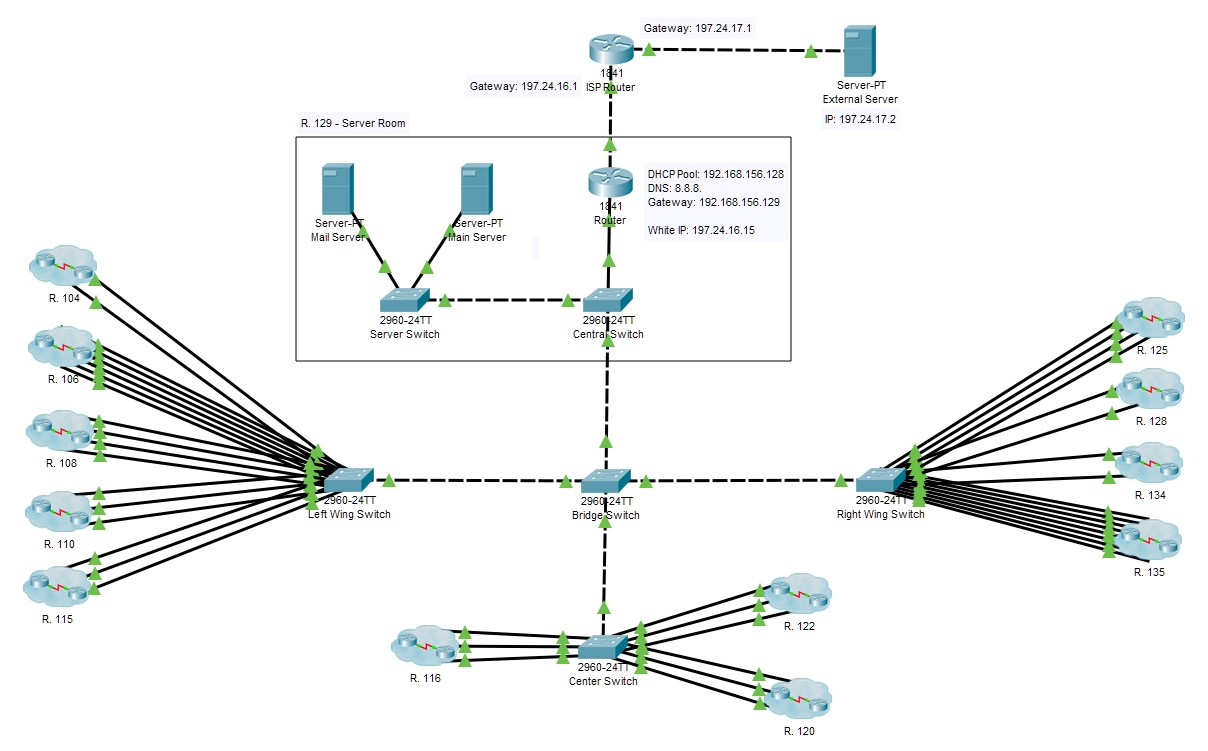 Gateway: 197.24.17.1
1841
ISP Router
Gateway: 197.24.16.1
Server-PT
External Server
IP: 197.24.17.2
R. 129 - Server Room
DHCP Pool: 192.168.156.128
DNS: 8.8.8.
Gateway: 192.168.156.129
White IP: 197.24.16.15
1841
Router
Server-PT
Mail Server
Server-PT
Main Server
2960-24TT
Server Switch
2960-24TT
Central Switch
R. 104
R. 106
R. 108
R. 110
R. 115
2960-24TT
Left Wing Switch
2960-24TT
Bridge Switch
2960-24TT
Right Wing Switch
R. 125
R. 128
R. 134
R. 135
R. 116
2960-24TT
Center Switch
R. 122
R. 120